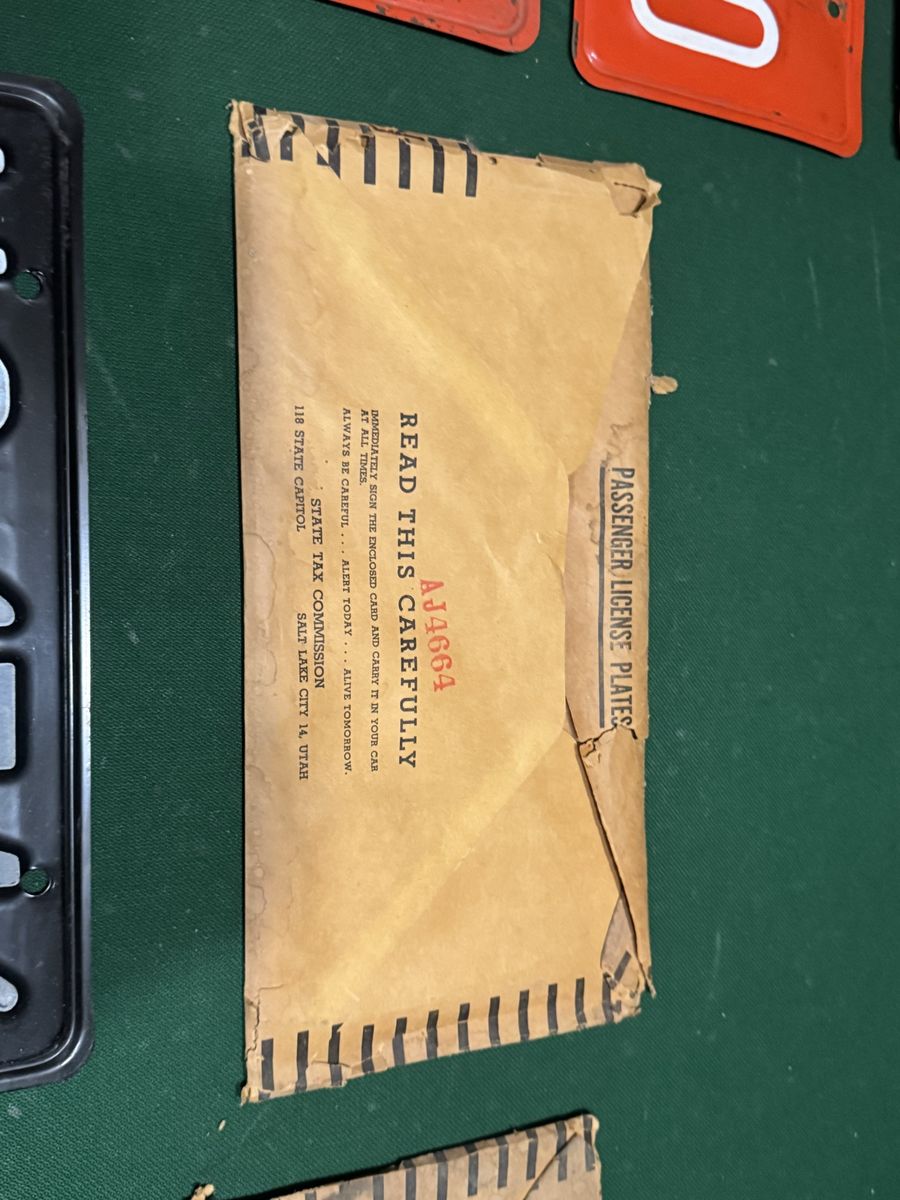 PASSENGER LICENSE PLATES
AJ4664
READ THIS CAREFULLY
IMMEDIATELY SIGN THE ENCLOSED CARD AND CARRY IT IN YOUR CAR
AT ALL TIMES.
ALWAYS BE CAREFUL . . . ALERT TODAY . . . ALIVE TOMORROW.
STATE TAX COMMISSION
118 STATE CAPITOL SALT LAKE CITY 14, UTAH